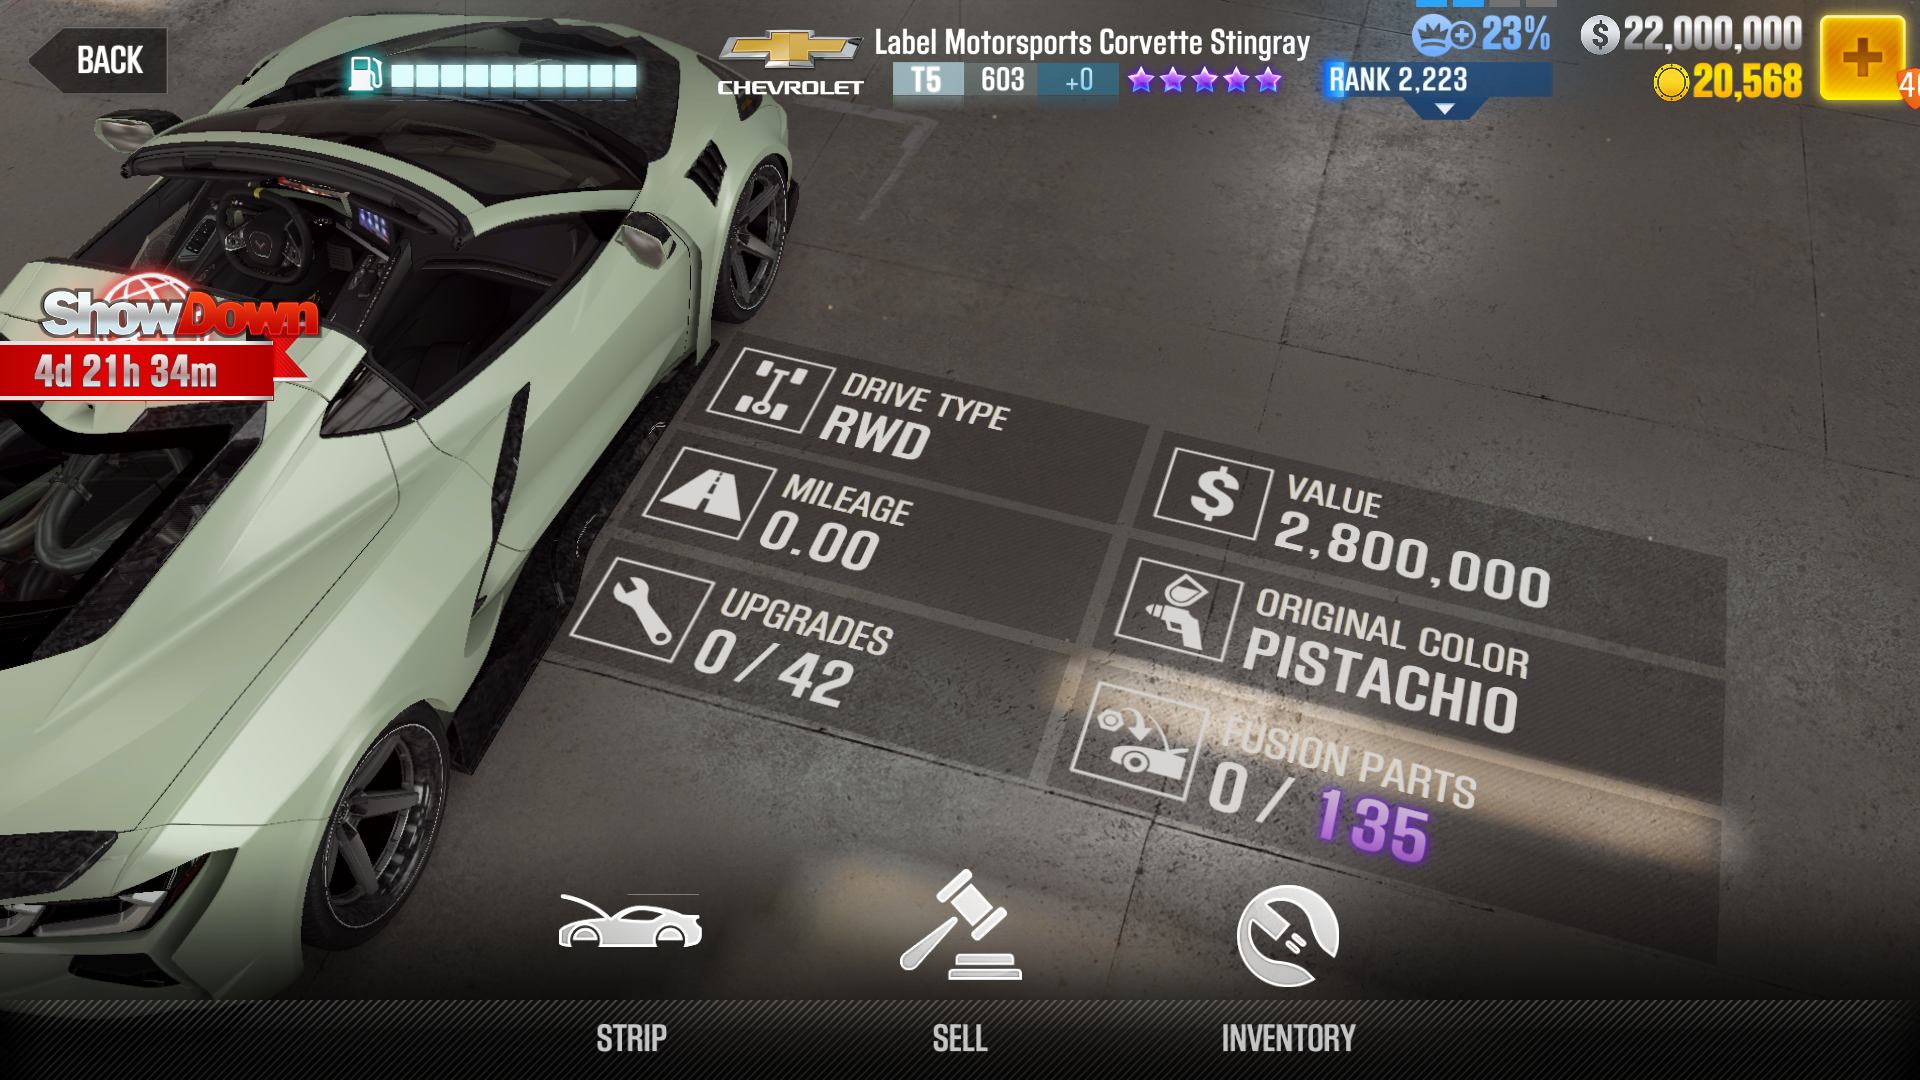 BACK
CHEVROLET
Label Motorsports Corvette Stingray
T5 603 +0
23%
RANK 2,223
$ 22,000,000
20,568
ShowDown
4d 21h 34m
DRIVE TYPE
RWD
MILEAGE
0.00
UPGRADES
0 / 42
$ VALUE
2,800,000
ORIGINAL COLOR
PISTACHIO
FUSION PARTS
0 / 135
STRIP
SELL
INVENTORY